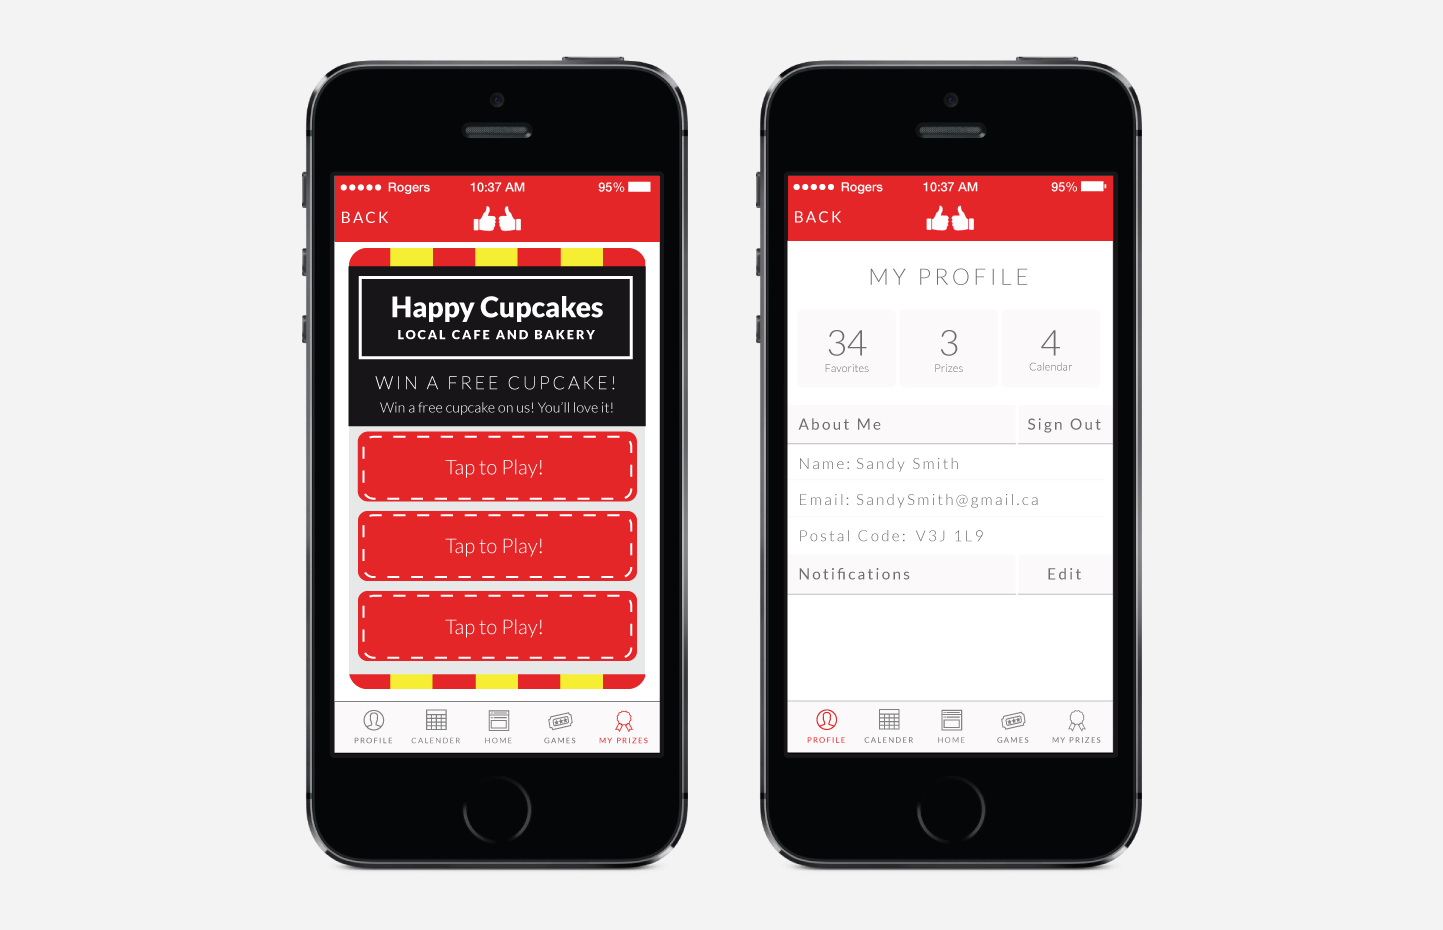 Rogers 10:37 AM 95%
BACK
Happy Cupcakes
LOCAL CAFE AND BAKERY
WIN A FREE CUPCAKE!
Win a free cupcake on us! You'll love it!
Tap to Play!
Tap to Play!
Tap to Play!
PROFILE CALENDER HOME GAMES MY PRIZES
Rogers 10:37 AM 95%
BACK
MY PROFILE
34 3 4
Favorites Prizes Calendar
About Me Sign Out
Name: Sandy Smith
Email: SandySmith@gmail.ca
Postal Code: V3J 1L9
Notifications Edit
PROFILE CALENDER HOME GAMES MY PRIZES